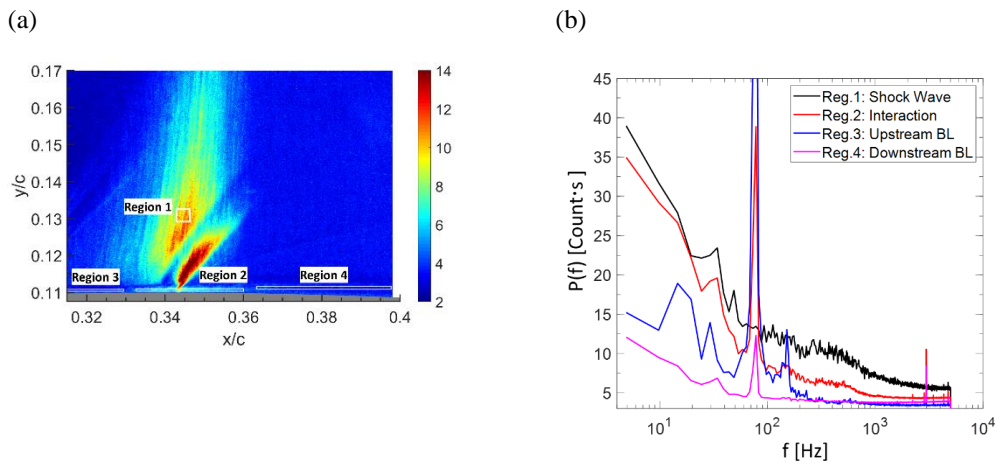 (a)
(b)
0.17
0.16
0.15
0.14
0.13
0.12
0.11
y/c
0.32
0.34
0.36
0.38
0.4
x/c
Region 1
Region 3
Region 2
Region 4
14
12
10
8
6
4
2
45
40
35
30
25
20
15
10
5
P(f) [Count·s]
10¹
10²
10³
10⁴
f [Hz]
Reg.1: Shock Wave
Reg.2: Interaction
Reg.3: Upstream BL
Reg.4: Downstream BL